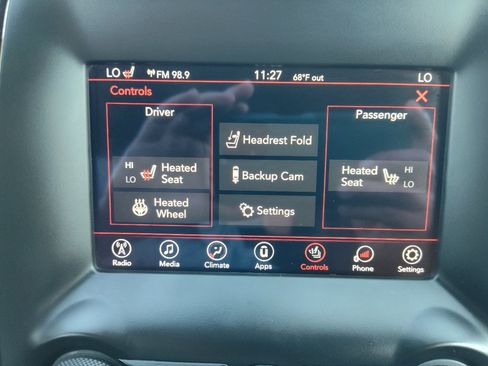 LO FM 98.9 11:27 68°F out LO
Controls
Driver
Passenger
Headrest Fold
HI
LO
Heated
Seat
Backup Cam
Heated
Seat
HI
LO
Heated
Wheel
Settings
Radio Media Climate Apps Controls Phone Settings